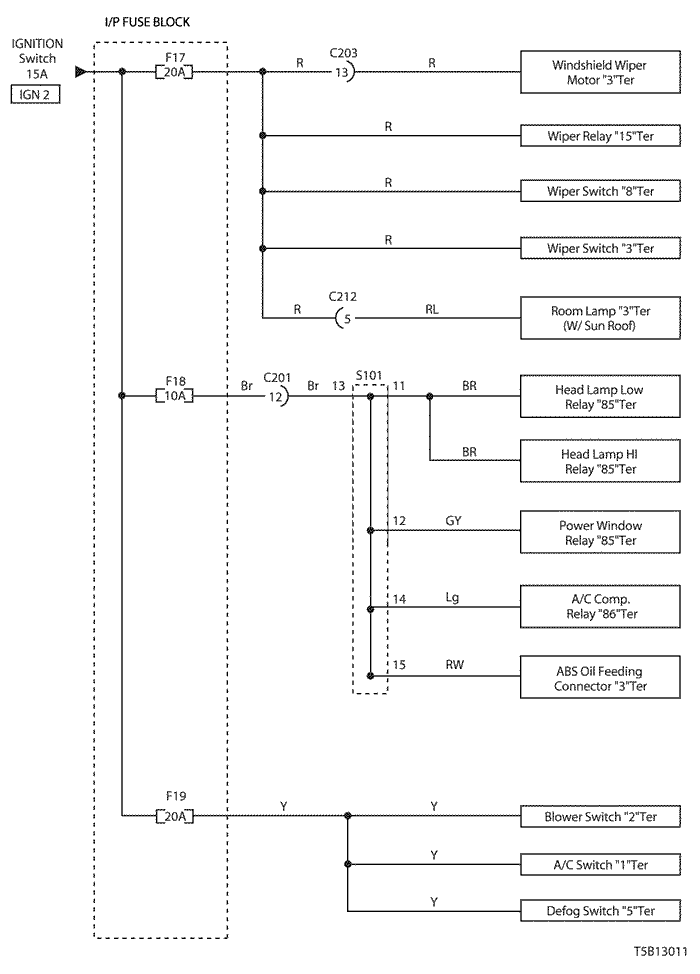 I/P FUSE BLOCK
IGNITION
Switch
15A
IGN 2
F17
20A
R
C203
13
R
Windshield Wiper
Motor "3"Ter
R
Wiper Relay "15"Ter
R
Wiper Switch "8"Ter
R
Wiper Switch "3"Ter
R
C212
5
RL
Room Lamp "3"Ter
(W/ Sun Roof)
F18
10A
Br
C201
12
Br
13
S101
11
BR
Head Lamp Low
Relay "85"Ter
BR
Head Lamp HI
Relay "85"Ter
12
GY
Power Window
Relay "85"Ter
14
Lg
A/C Comp.
Relay "86"Ter
15
RW
ABS Oil Feeding
Connector "3"Ter
F19
20A
Y
Y
Blower Switch "2"Ter
Y
A/C Switch "1"Ter
Y
Defog Switch "5"Ter
T5B13011